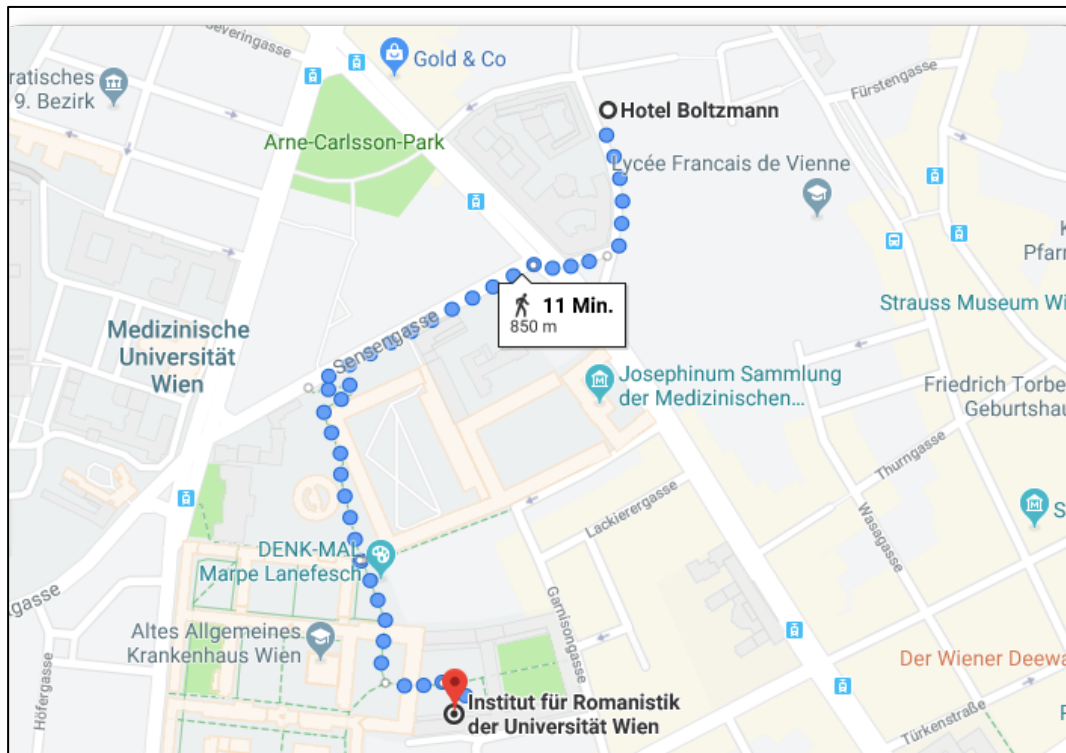 Severingasse
Gold & Co
ratisches
9. Bezirk
Fürstengasse
Hotel Boltzmann
Arne-Carlsson-Park
Lycée Francais de Vienne
K
Pfarr
11 Min.
850 m
Strauss Museum Wi
Sensengasse
Medizinische
Universität
Wien
Josephinum Sammlung
der Medizinischen...
Friedrich Torbe
Geburtshau
Thurngasse
Lackierergasse
Wasagasse
S
DENK-MAL
Marpe Lanefesch
gasse
Garnisongasse
Altes Allgemeines
Krankenhaus Wien
Höfergasse
Der Wiener Deewa
Institut für Romanistik
der Universität Wien
Türkenstraße